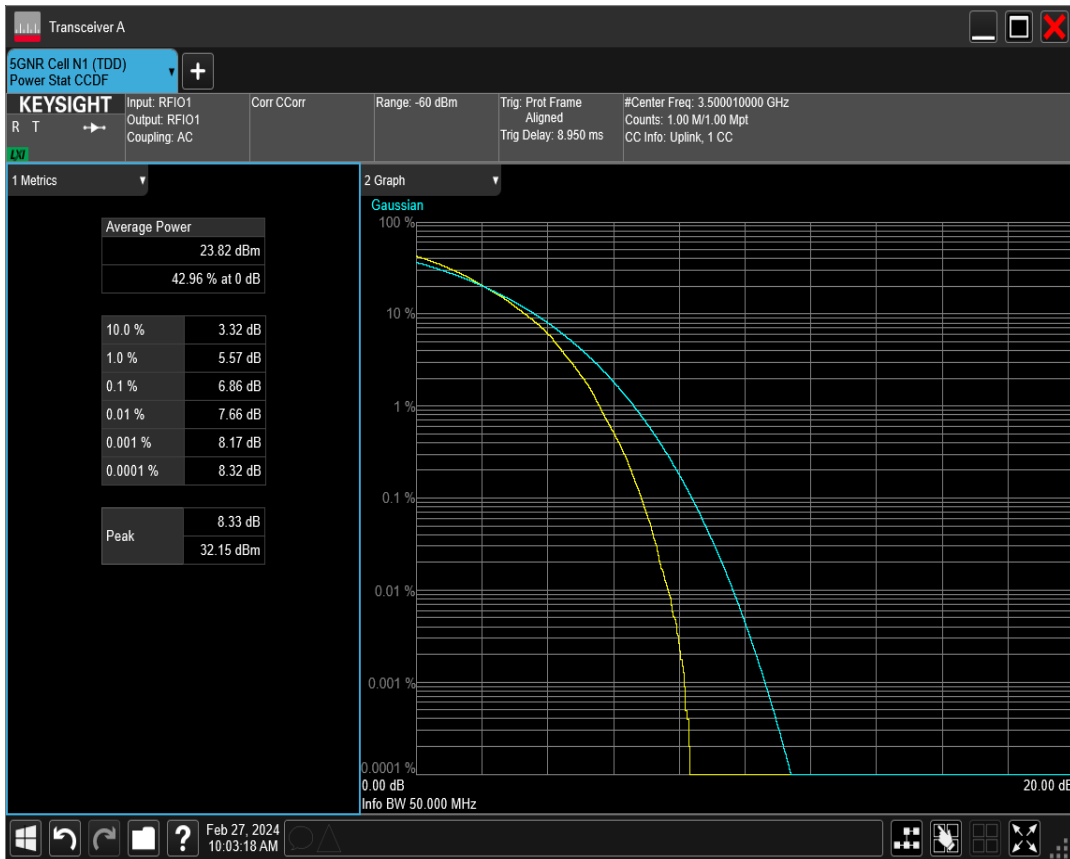 Transceiver A
5GNR Cell N1 (TDD)
Power Stat CCDF
+
KEYSIGHT
R T
LXI
Input: RFIO1
Output: RFIO1
Coupling: AC
Corr CCorr
Range: -60 dBm
Trig: Prot Frame
Aligned
Trig Delay: 8.950 ms
#Center Freq: 3.500010000 GHz
Counts: 1.00 M/1.00 Mpt
CC Info: Uplink, 1 CC
1 Metrics
Average Power
23.82 dBm
42.96 % at 0 dB
10.0 % 3.32 dB
1.0 % 5.57 dB
0.1 % 6.86 dB
0.01 % 7.66 dB
0.001 % 8.17 dB
0.0001 % 8.32 dB
Peak
8.33 dB
32.15 dBm
2 Graph
Gaussian
100 %
10 %
1 %
0.1 %
0.01 %
0.001 %
0.0001 %
0.00 dB 20.00 dB
Info BW 50.000 MHz
?
Feb 27, 2024
10:03:18 AM